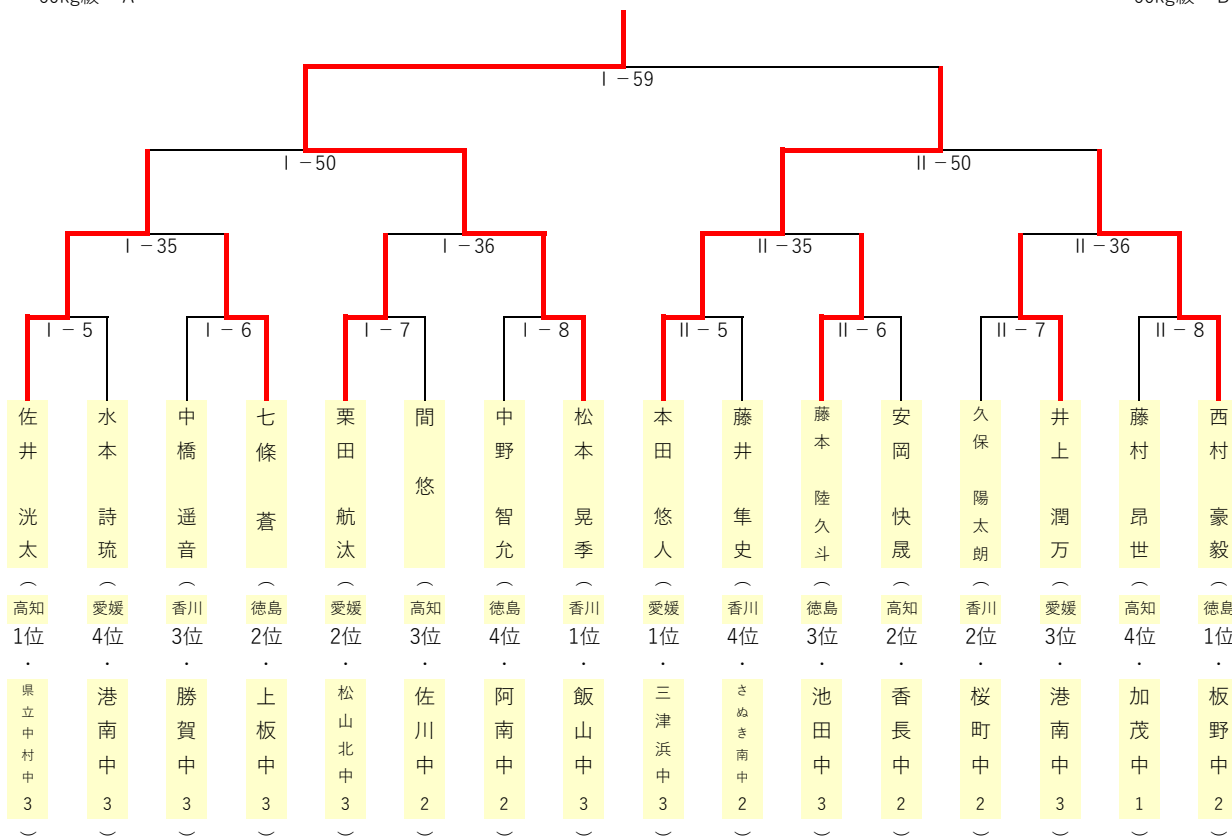 Ⅰ－59
Ⅰ－50
Ⅱ－50
Ⅰ－35
Ⅰ－36
Ⅱ－35
Ⅱ－36
Ⅰ－5
Ⅰ－6
Ⅰ－7
Ⅰ－8
Ⅱ－5
Ⅱ－6
Ⅱ－7
Ⅱ－8
佐井 洸太（高知1位・県立中村中3）
水本 詩琉（愛媛4位・港南中3）
中橋 遥音（香川3位・勝賀中3）
七條 蒼（徳島2位・上板中3）
栗田 航汰（愛媛2位・松山北中3）
間 悠（高知3位・佐川中2）
中野 智允（徳島4位・阿南中2）
松本 晃季（香川1位・飯山中3）
本田 悠人（愛媛1位・三津浜中3）
藤井 隼史（香川4位・さぬき南中2）
藤本 陸久斗（徳島3位・池田中3）
安岡 快晟（高知2位・香長中2）
久保 陽太朗（香川2位・桜町中2）
井上 潤万（愛媛3位・港南中3）
藤村 昂世（高知4位・加茂中1）
西村 豪毅（徳島1位・板野中2）